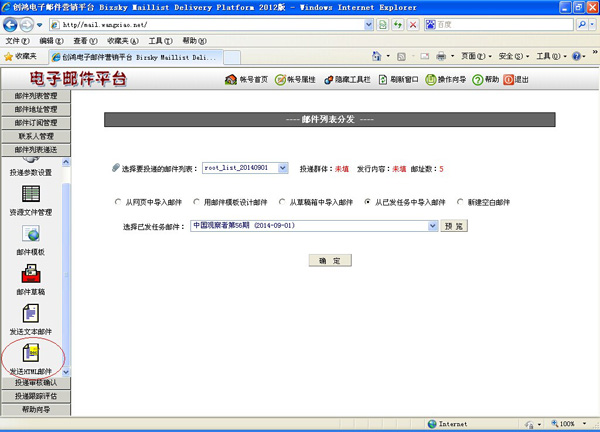 创鸿电子邮件营销平台 Bizsky Maillist Delivery Platform 2012版 - Windows Internet Explorer
http://mail.wangxiao.net/
百度
文件(F) 编辑(E) 查看(V) 收藏夹(A) 工具(T) 帮助(H)
收藏夹 创鸿电子邮件营销平台 Bizsky Maillist Deli... 页面(P) 安全(S) 工具(O)
电子邮件平台 帐号首页 帐号属性 隐藏工具栏 刷新窗口 操作向导 帮助 退出
邮件列表管理
邮件地址管理
邮件订阅管理
联系人管理
邮件列表递送
投递参数设置
资源文件管理
邮件模板
邮件草稿
发送文本邮件
发送HTML邮件
投递审核确认
投递跟踪评估
帮助向导
---- 邮件列表分发 ----
选择要投递的邮件列表： root_list_20140901 投递群体：未填 发行内容：未填 邮址数：5
从网页中导入邮件 用邮件模板设计邮件 从草稿箱中导入邮件 从已发任务中导入邮件 新建空白邮件
选择已发任务邮件： 中国观察者第56期 (2014-09-01) 预 览
确 定
Internet 100%